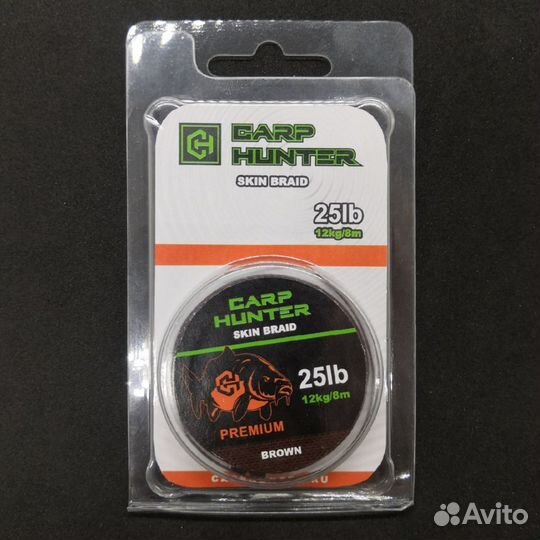 CARP
HUNTER
SKIN BRAID
25lb
12kg/8m
CARP
HUNTER
SKIN BRAID
25lb
12kg/8m
PREMIUM
BROWN
Avito